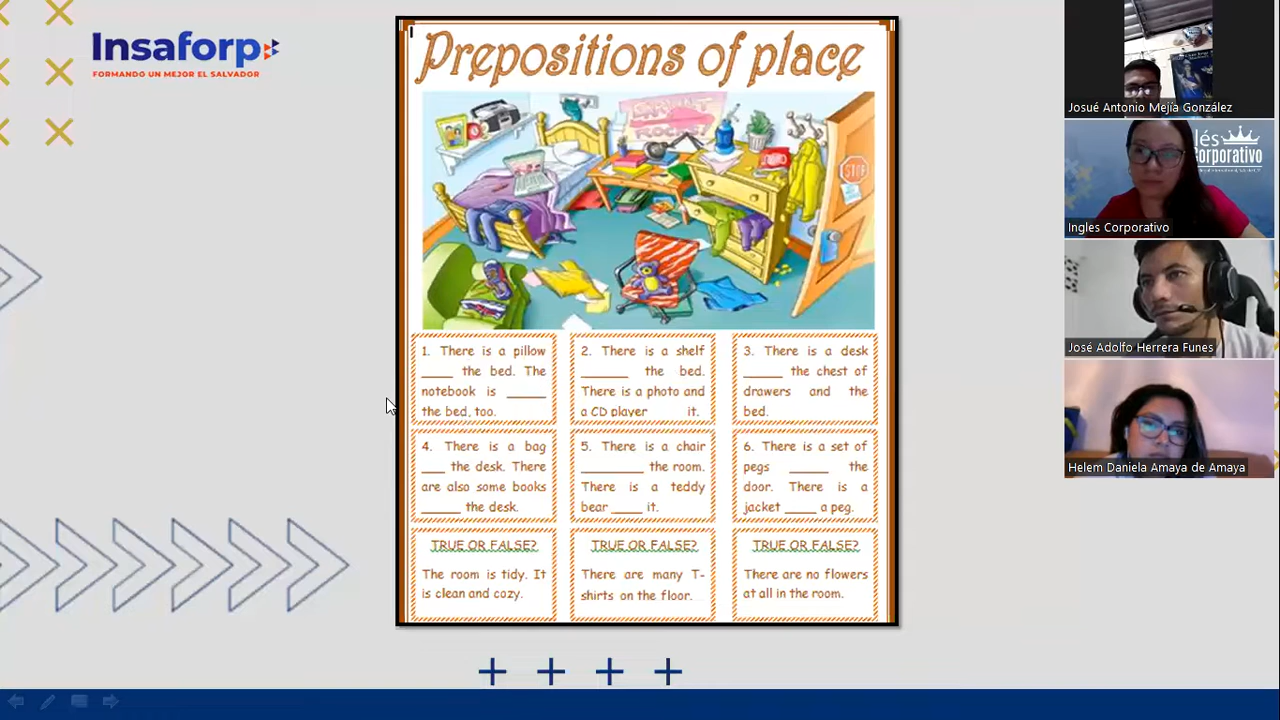 Insaforp
FORMANDO UN MEJOR EL SALVADOR
Prepositions of place
STOP
1. There is a pillow
____ the bed. The
notebook is _____
the bed, too.
2. There is a shelf
______ the bed.
There is a photo and
a CD player it.
3. There is a desk
_____ the chest of
drawers and the
bed.
4. There is a bag
___ the desk. There
are also some books
_____ the desk.
5. There is a chair
________ the room.
There is a teddy
bear ____ it.
6. There is a set of
pegs _____ the
door. There is a
jacket ____ a peg.
TRUE OR FALSE?
The room is tidy. It
is clean and cozy.
TRUE OR FALSE?
There are many T-
shirts on the floor.
TRUE OR FALSE?
There are no flowers
at all in the room.
Josué Antonio Mejía González
lés
Corporativo
Ingles Corporativo
José Adolfo Herrera Funes
Helem Daniela Amaya de Amaya